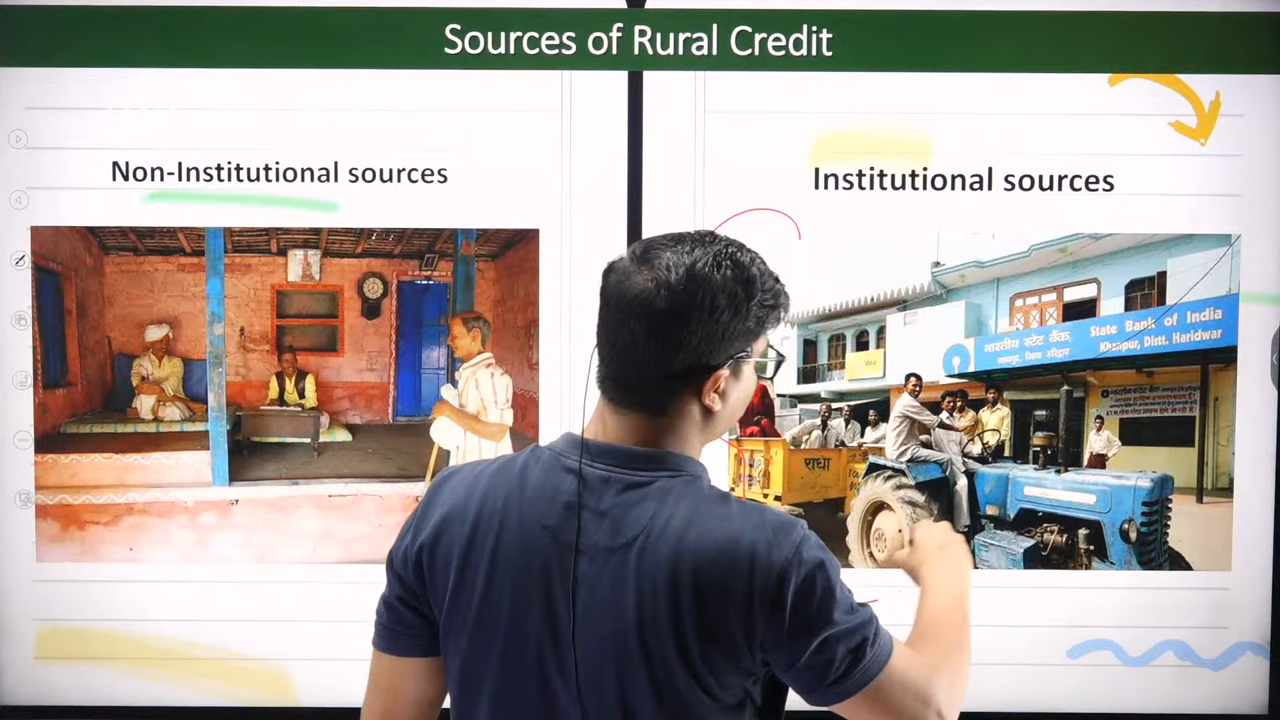 Sources of Rural Credit
Non-Institutional sources
Institutional sources
भारतीय स्टेट बैंक
State Bank of India
Khanpur, Distt. Haridwar
राधा